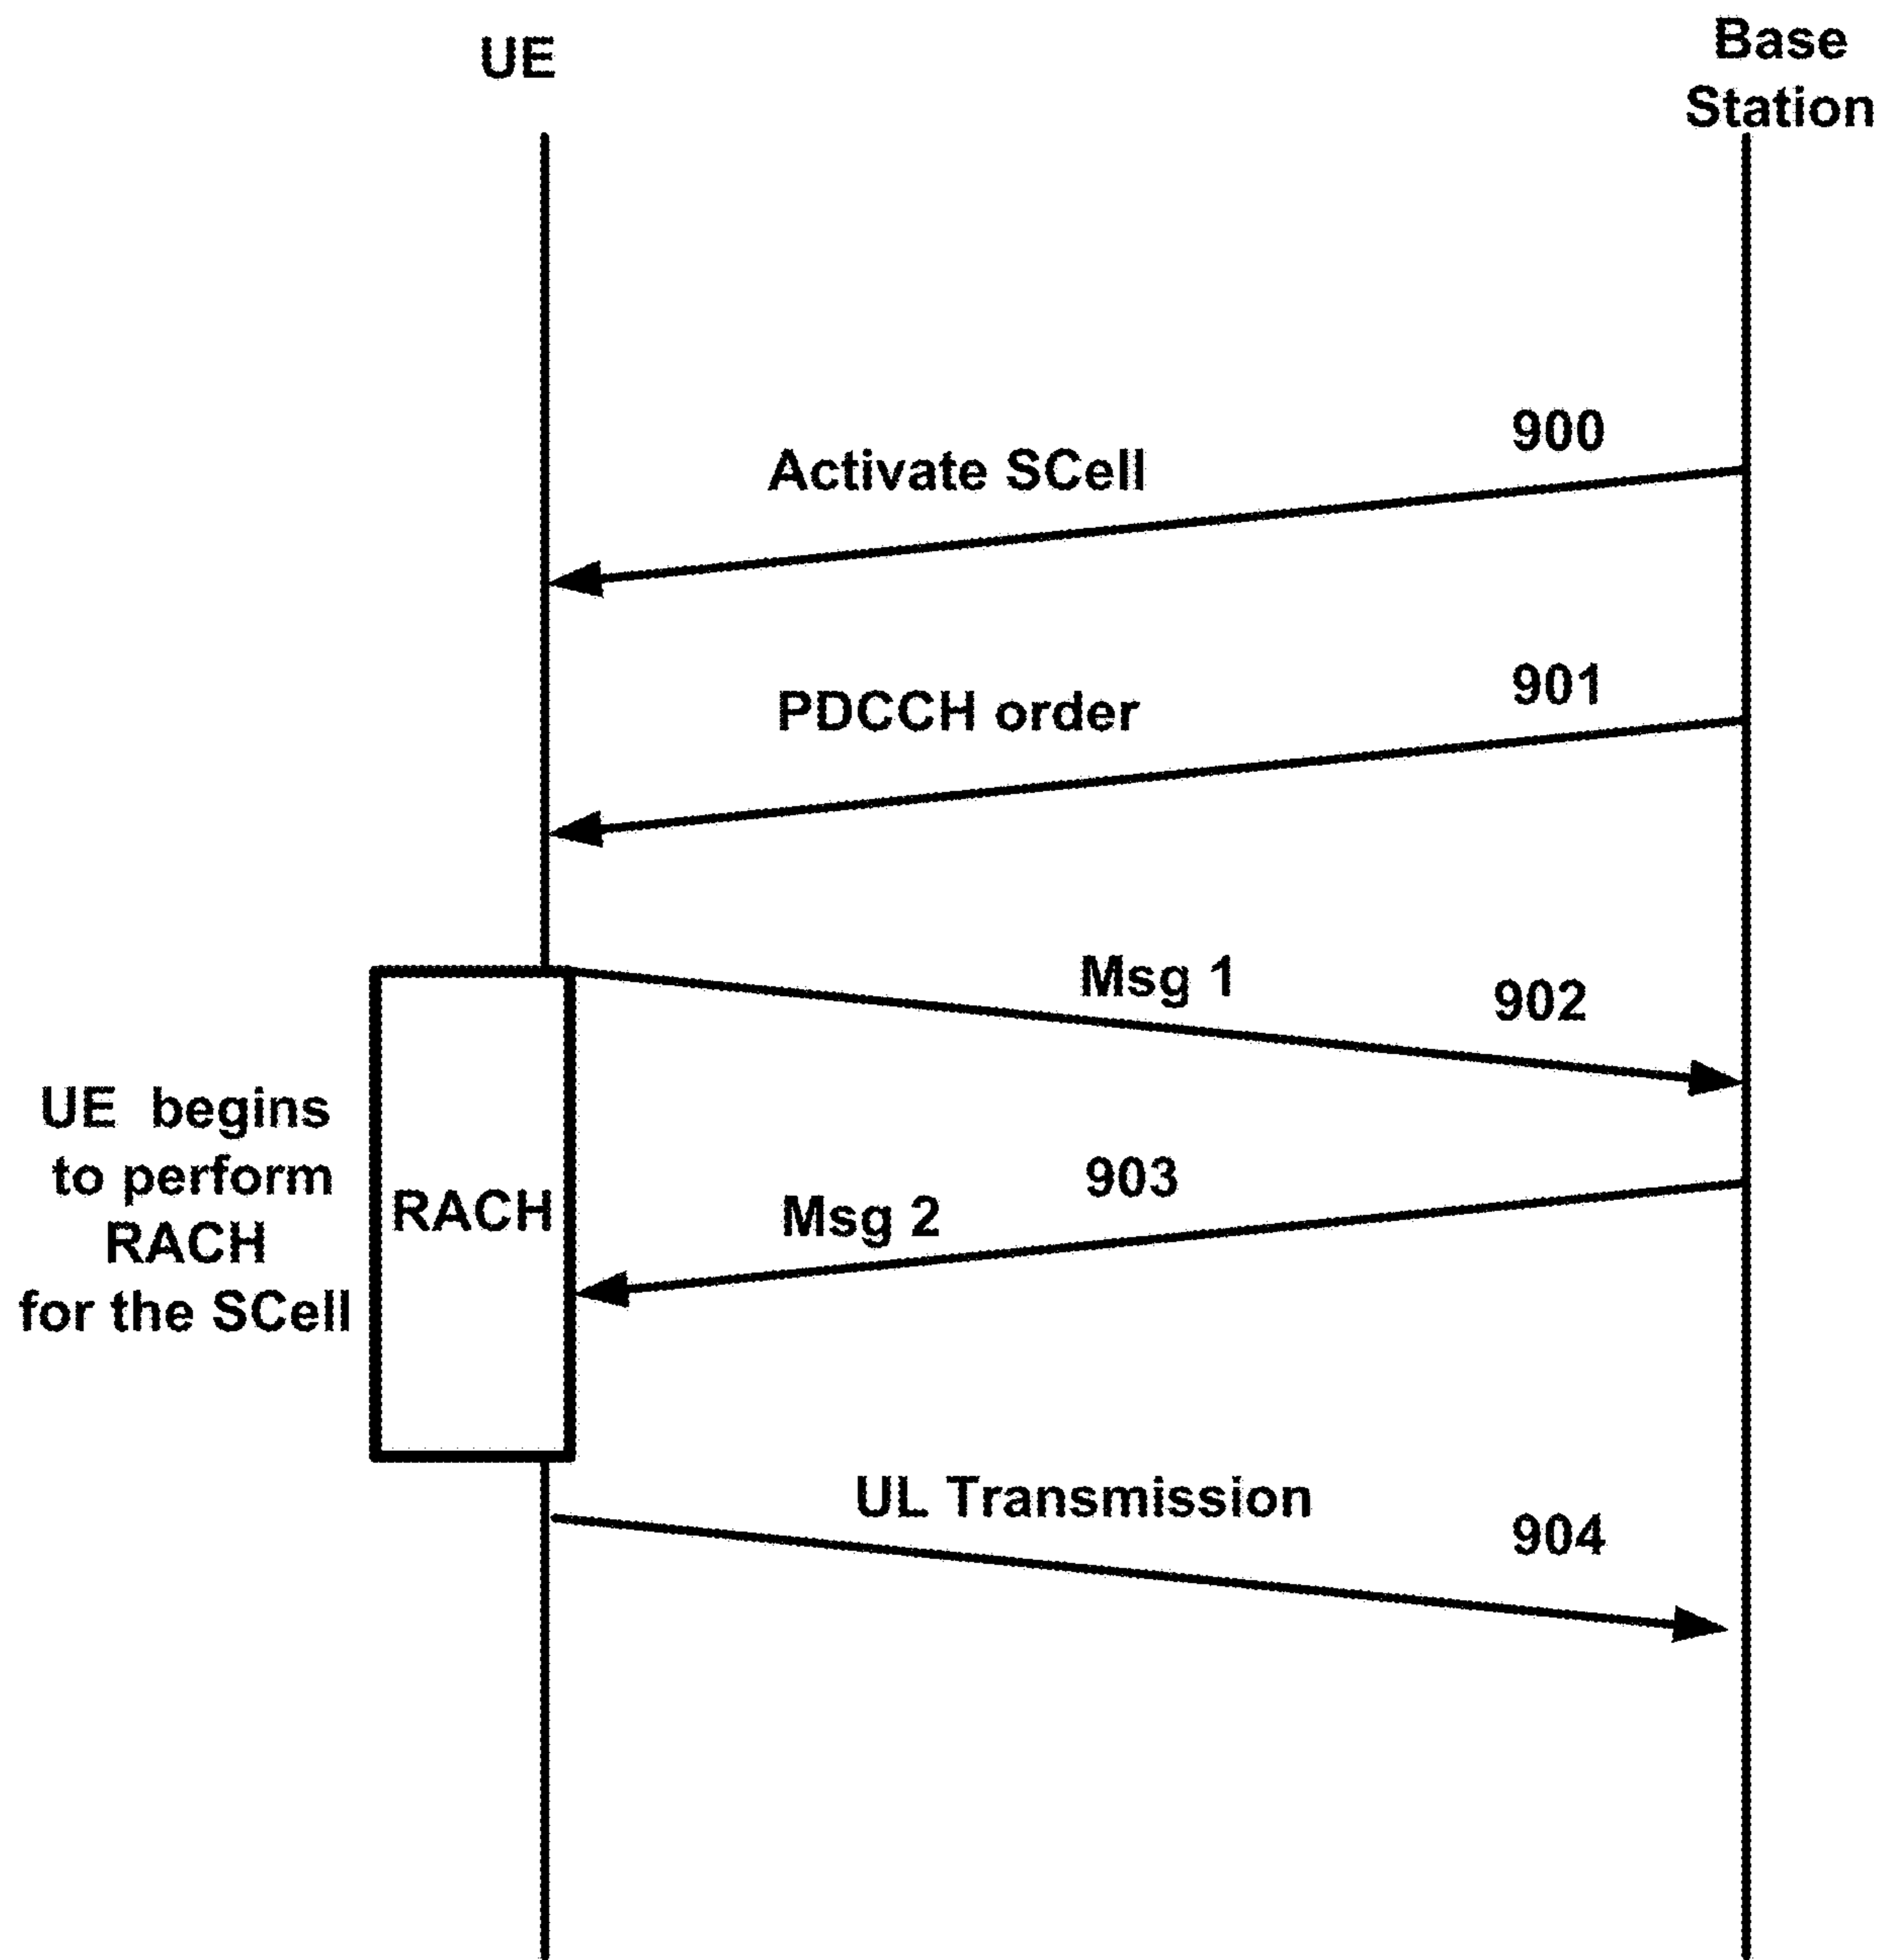 UE
Base
Station
900
Activate SCell
901
PDCCH order
Msg 1
902
UE begins
to perform
RACH
for the SCell
RACH
903
Msg 2
UL Transmission
904